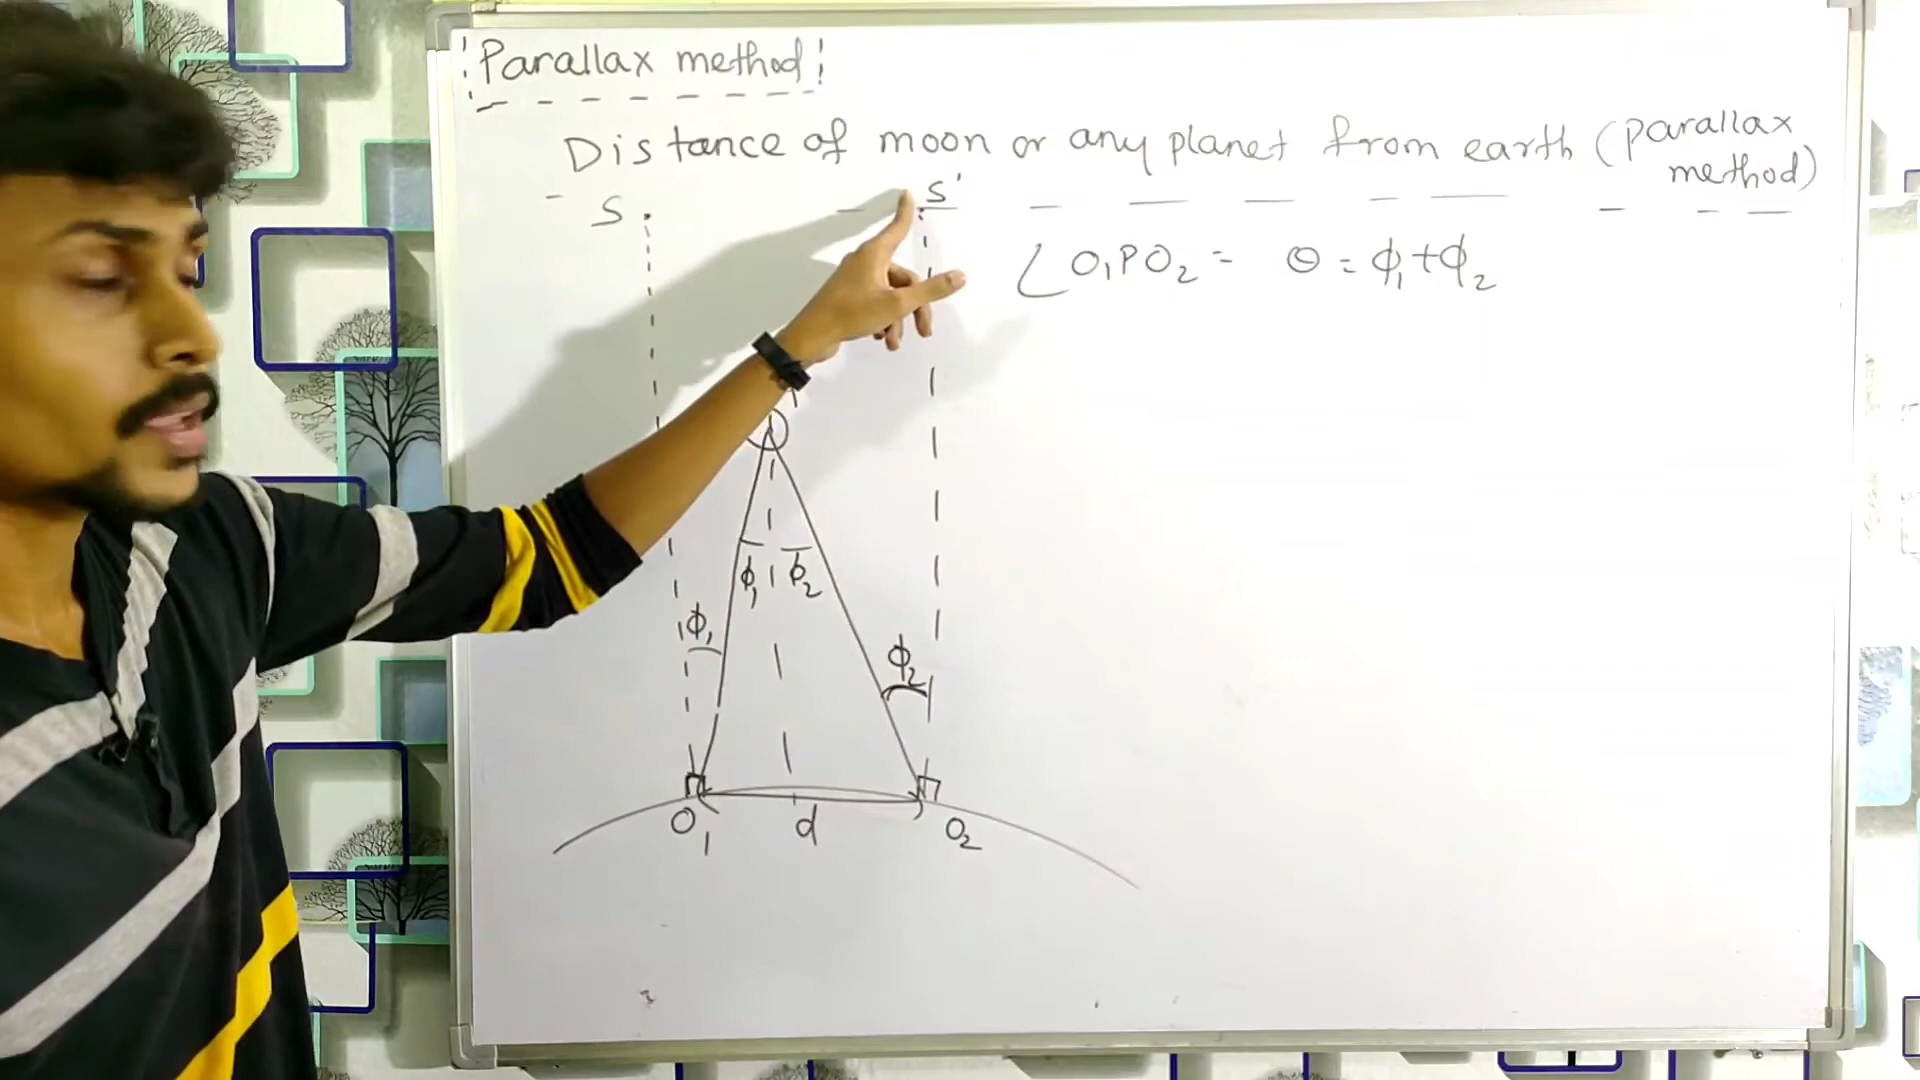 Parallax method
Distance of moon or any planet from earth (parallax
method)
S
S'
∠O₁PO₂ = θ = ϕ₁+ϕ₂
ϕ₁ ϕ₂
ϕ₁
ϕ₂
O₁ d O₂